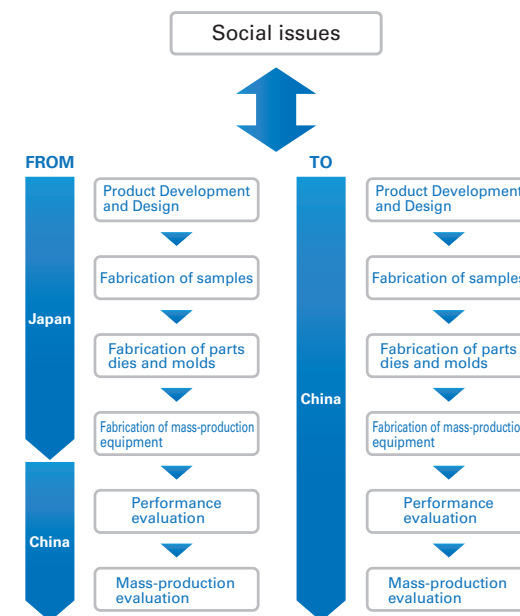 Social issues
FROM
Japan
China
Product Development
and Design
Fabrication of samples
Fabrication of parts
dies and molds
Fabrication of mass-production
equipment
Performance
evaluation
Mass-production
evaluation
TO
China
Product Development
and Design
Fabrication of samples
Fabrication of parts
dies and molds
Fabrication of mass-production
equipment
Performance
evaluation
Mass-production
evaluation